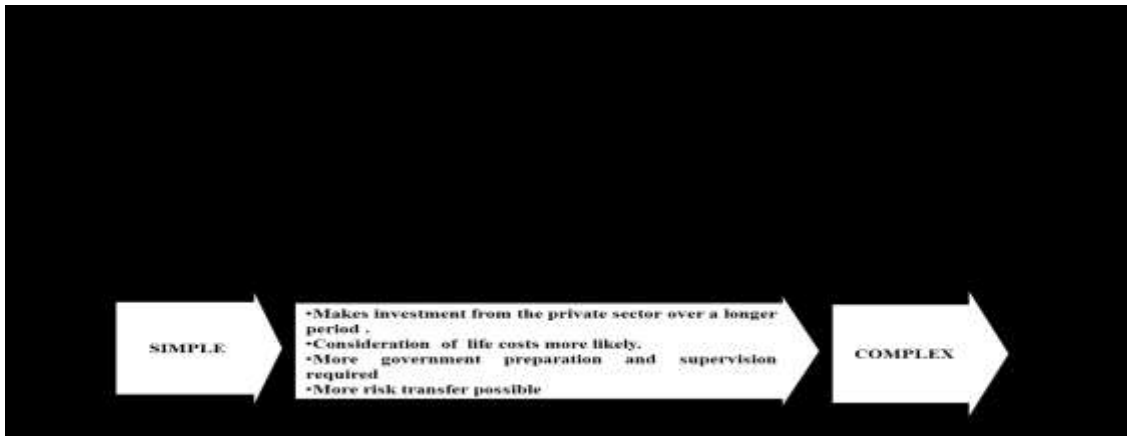 SIMPLE
•Makes investment from the private sector over a longer
period .
•Consideration of life costs more likely.
•More government preparation and supervision
required
•More risk transfer possible
COMPLEX